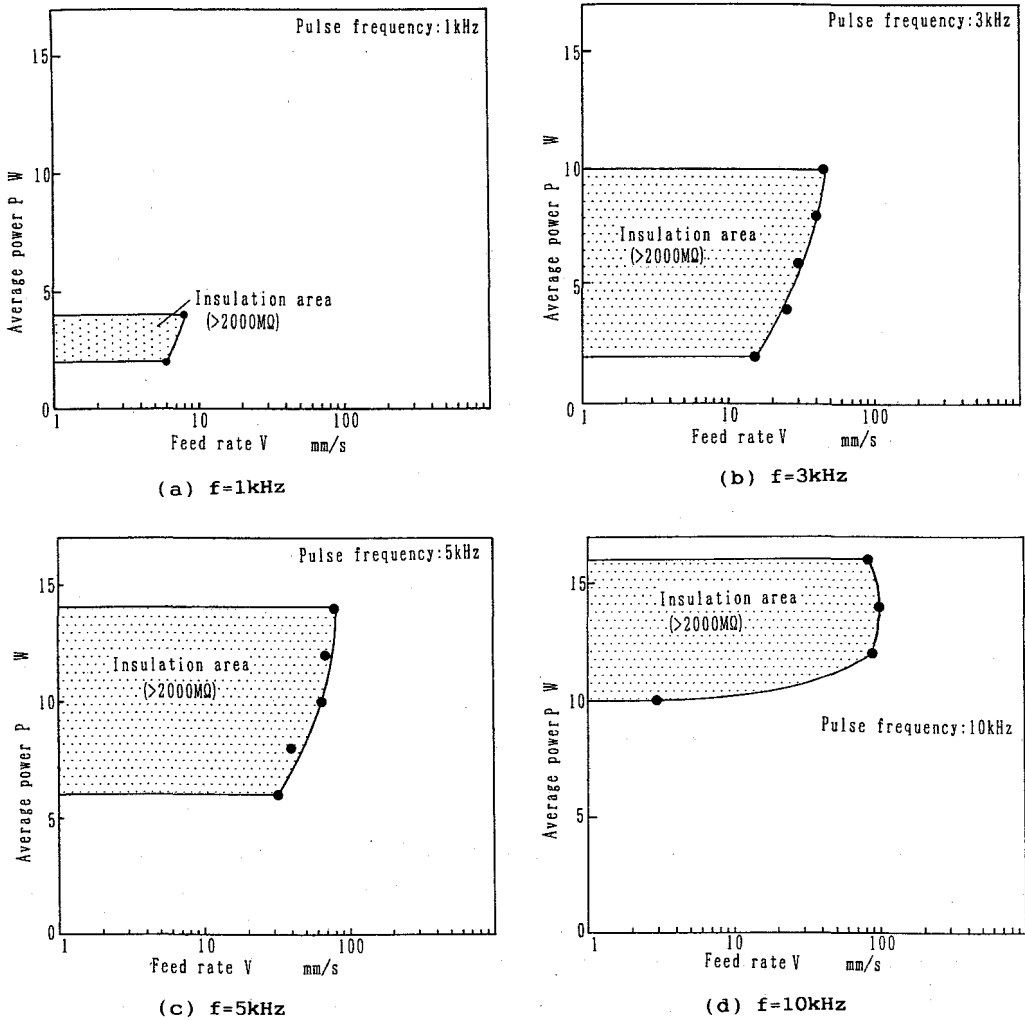 Pulse frequency:1kHz
15
10
5
0
Average power P W
Insulation area
(>2000MΩ)
1 10 100
Feed rate V mm/s
(a) f=1kHz
Pulse frequency:3kHz
15
10
5
0
Average power P W
Insulation area
(>2000MΩ)
1 10 100
Feed rate V mm/s
(b) f=3kHz
Pulse frequency:5kHz
15
10
5
0
Average power P W
Insulation area
(>2000MΩ)
1 10 100
Feed rate V mm/s
(c) f=5kHz
15
10
5
0
Average power P W
Insulation area
(>2000MΩ)
Pulse frequency:10kHz
1 10 100
Feed rate V mm/s
(d) f=10kHz